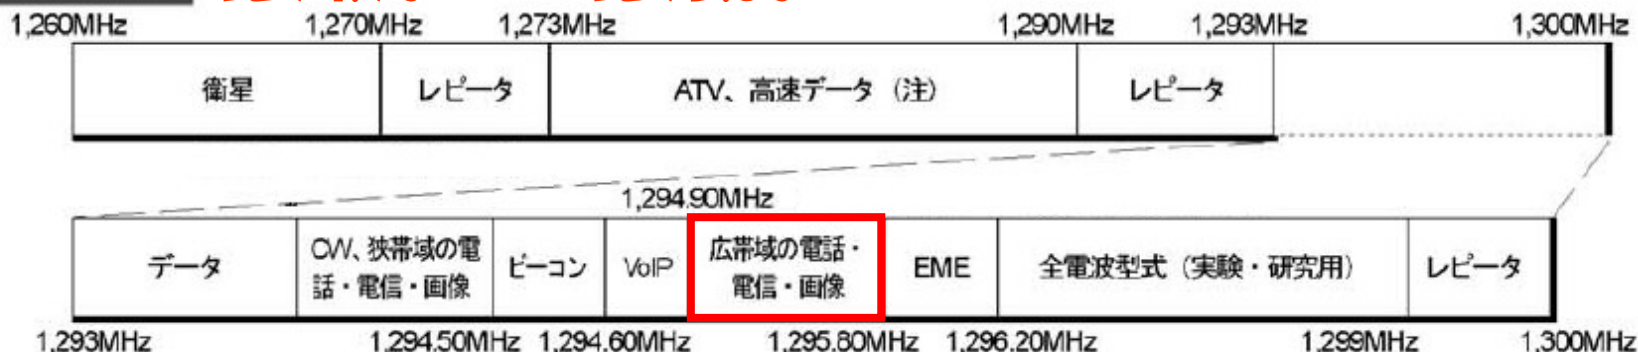 1,260MHz 1,270MHz 1,273MHz 1,290MHz 1,293MHz 1,300MHz
衛星 レピータ ATV、高速データ (注) レピータ
1,294.90MHz
データ CW、狭帯域の電話・電信・画像 ビーコン VoIP 広帯域の電話・電信・画像 EME 全電波型式 (実験・研究用) レピータ
1,293MHz 1,294.50MHz 1,294.60MHz 1,295.80MHz 1,296.20MHz 1,299MHz 1,300MHz